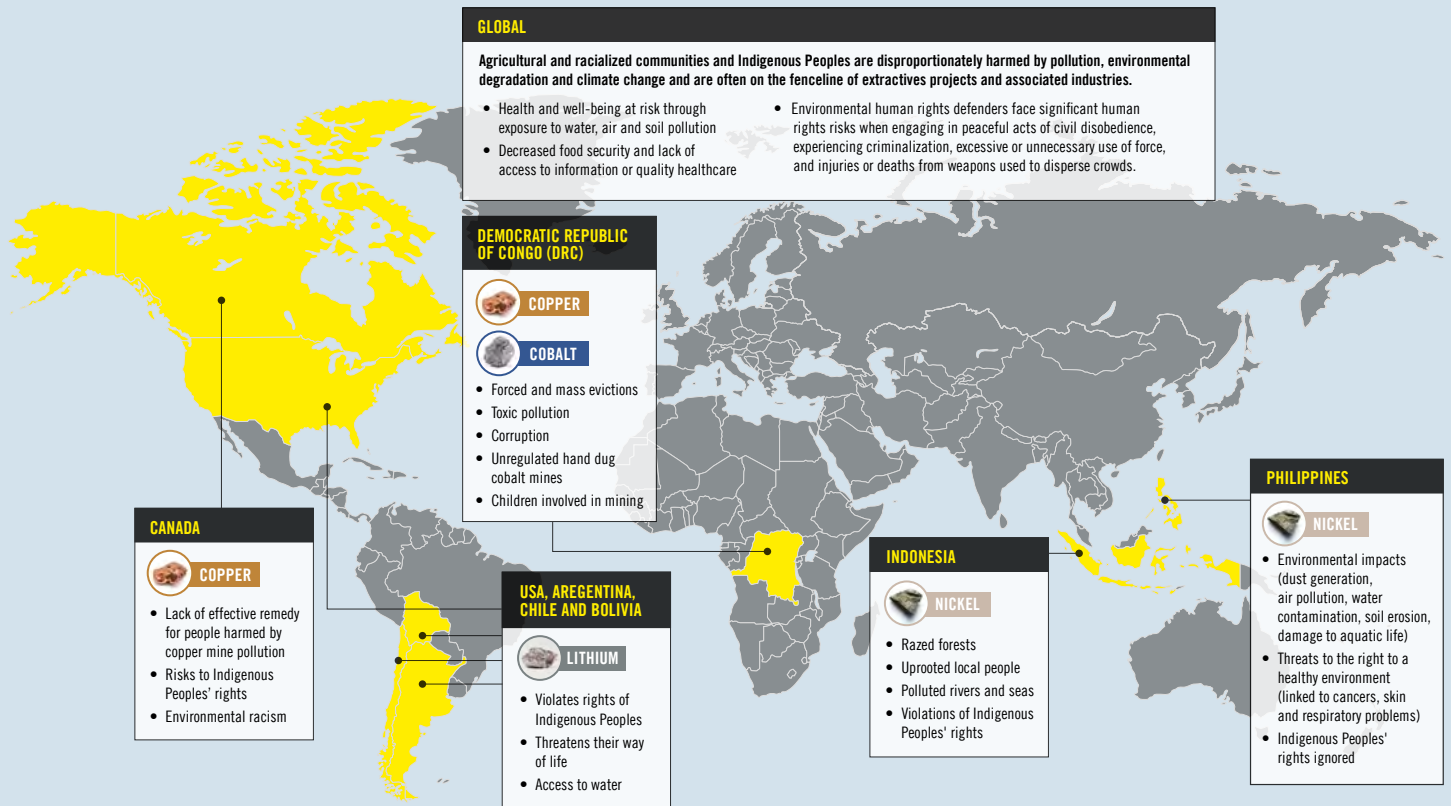 GLOBAL
Agricultural and racialized communities and Indigenous Peoples are disproportionately harmed by pollution, environmental
degradation and climate change and are often on the fenceline of extractives projects and associated industries.
• Health and well-being at risk through
exposure to water, air and soil pollution
• Decreased food security and lack of
access to information or quality healthcare
• Environmental human rights defenders face significant human
rights risks when engaging in peaceful acts of civil disobedience,
experiencing criminalization, excessive or unnecessary use of force,
and injuries or deaths from weapons used to disperse crowds.
DEMOCRATIC REPUBLIC
OF CONGO (DRC)
COPPER
COBALT
• Forced and mass evictions
• Toxic pollution
• Corruption
• Unregulated hand dug
cobalt mines
• Children involved in mining
CANADA
COPPER
• Lack of effective remedy
for people harmed by
copper mine pollution
• Risks to Indigenous
Peoples' rights
• Environmental racism
USA, AREGENTINA,
CHILE AND BOLIVIA
LITHIUM
• Violates rights of
Indigenous Peoples
• Threatens their way
of life
• Access to water
INDONESIA
NICKEL
• Razed forests
• Uprooted local people
• Polluted rivers and seas
• Violations of Indigenous
Peoples' rights
PHILIPPINES
NICKEL
• Environmental impacts
(dust generation,
air pollution, water
contamination, soil erosion,
damage to aquatic life)
• Threats to the right to a
healthy environment
(linked to cancers, skin
and respiratory problems)
• Indigenous Peoples'
rights ignored